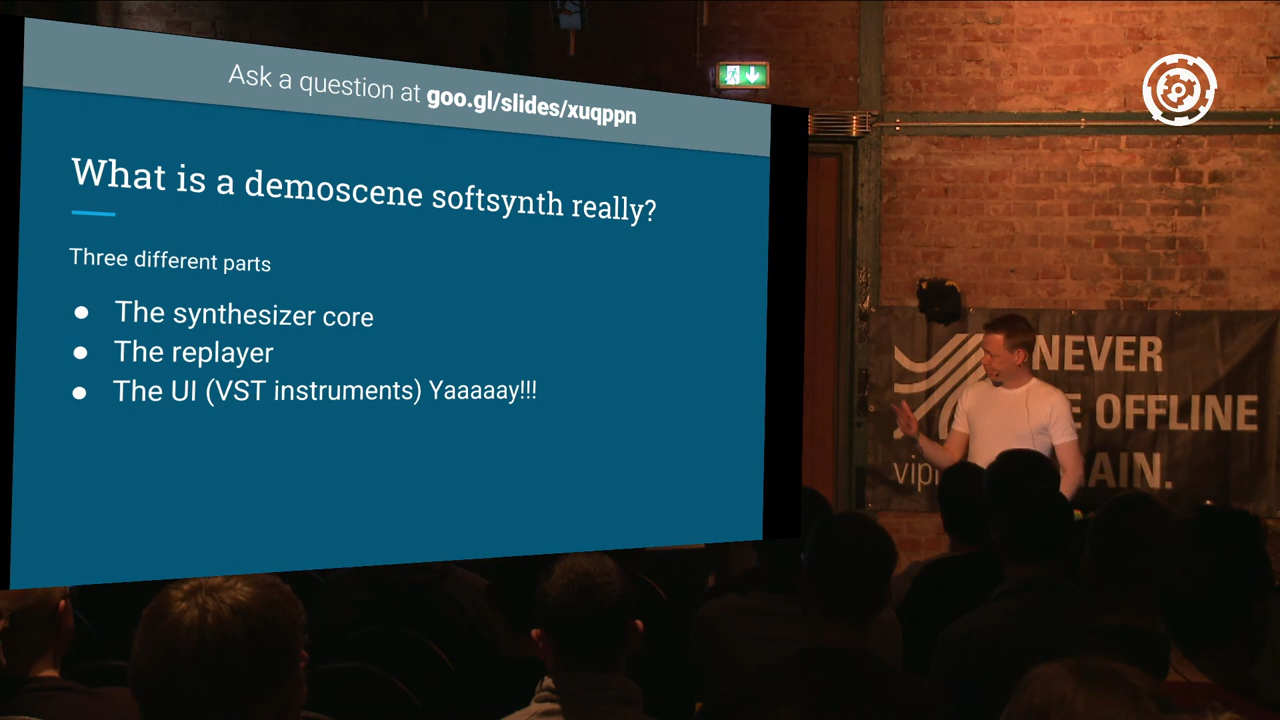 Ask a question at goo.gl/slides/xuqppn
What is a demoscene softsynth really?
Three different parts
● The synthesizer core
● The replayer
● The UI (VST instruments) Yaaaaay!!!
NEVER
OFFLINE